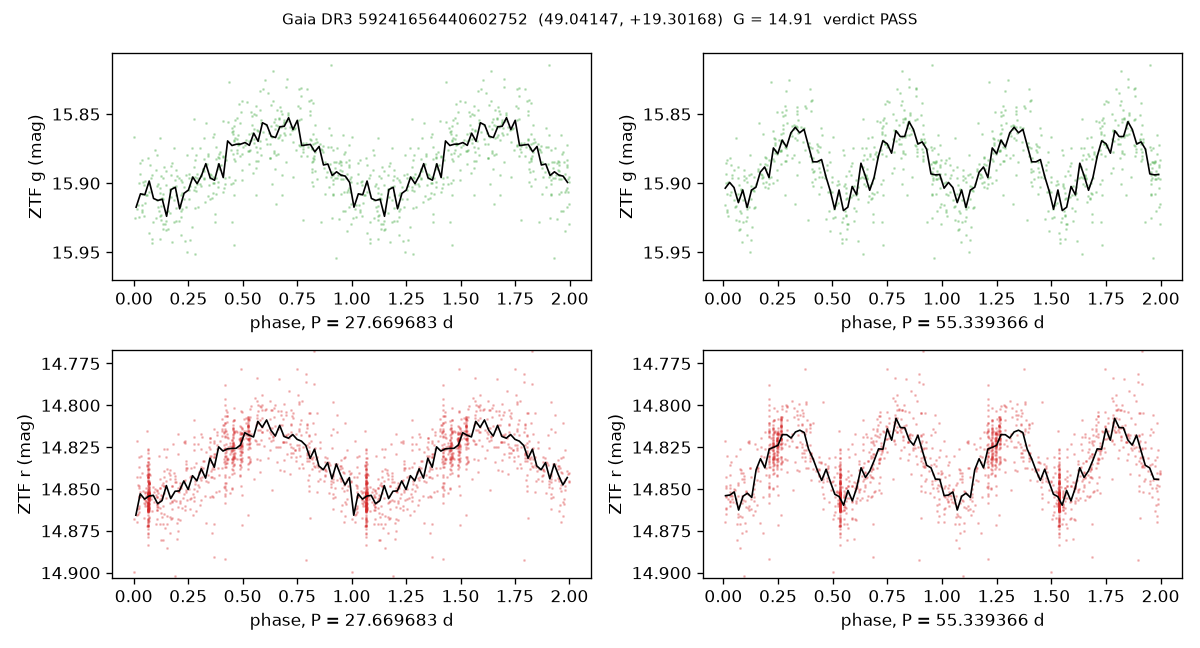 Gaia DR3 59241656440602752 (49.04147, +19.30168) G = 14.91 verdict PASS
ZTF g (mag)
15.85
15.90
15.95
0.00 0.25 0.50 0.75 1.00 1.25 1.50 1.75 2.00
phase, P = 27.669683 d
ZTF g (mag)
15.85
15.90
15.95
0.00 0.25 0.50 0.75 1.00 1.25 1.50 1.75 2.00
phase, P = 55.339366 d
ZTF r (mag)
14.775
14.800
14.825
14.850
14.875
14.900
0.00 0.25 0.50 0.75 1.00 1.25 1.50 1.75 2.00
phase, P = 27.669683 d
ZTF r (mag)
14.775
14.800
14.825
14.850
14.875
14.900
0.00 0.25 0.50 0.75 1.00 1.25 1.50 1.75 2.00
phase, P = 55.339366 d